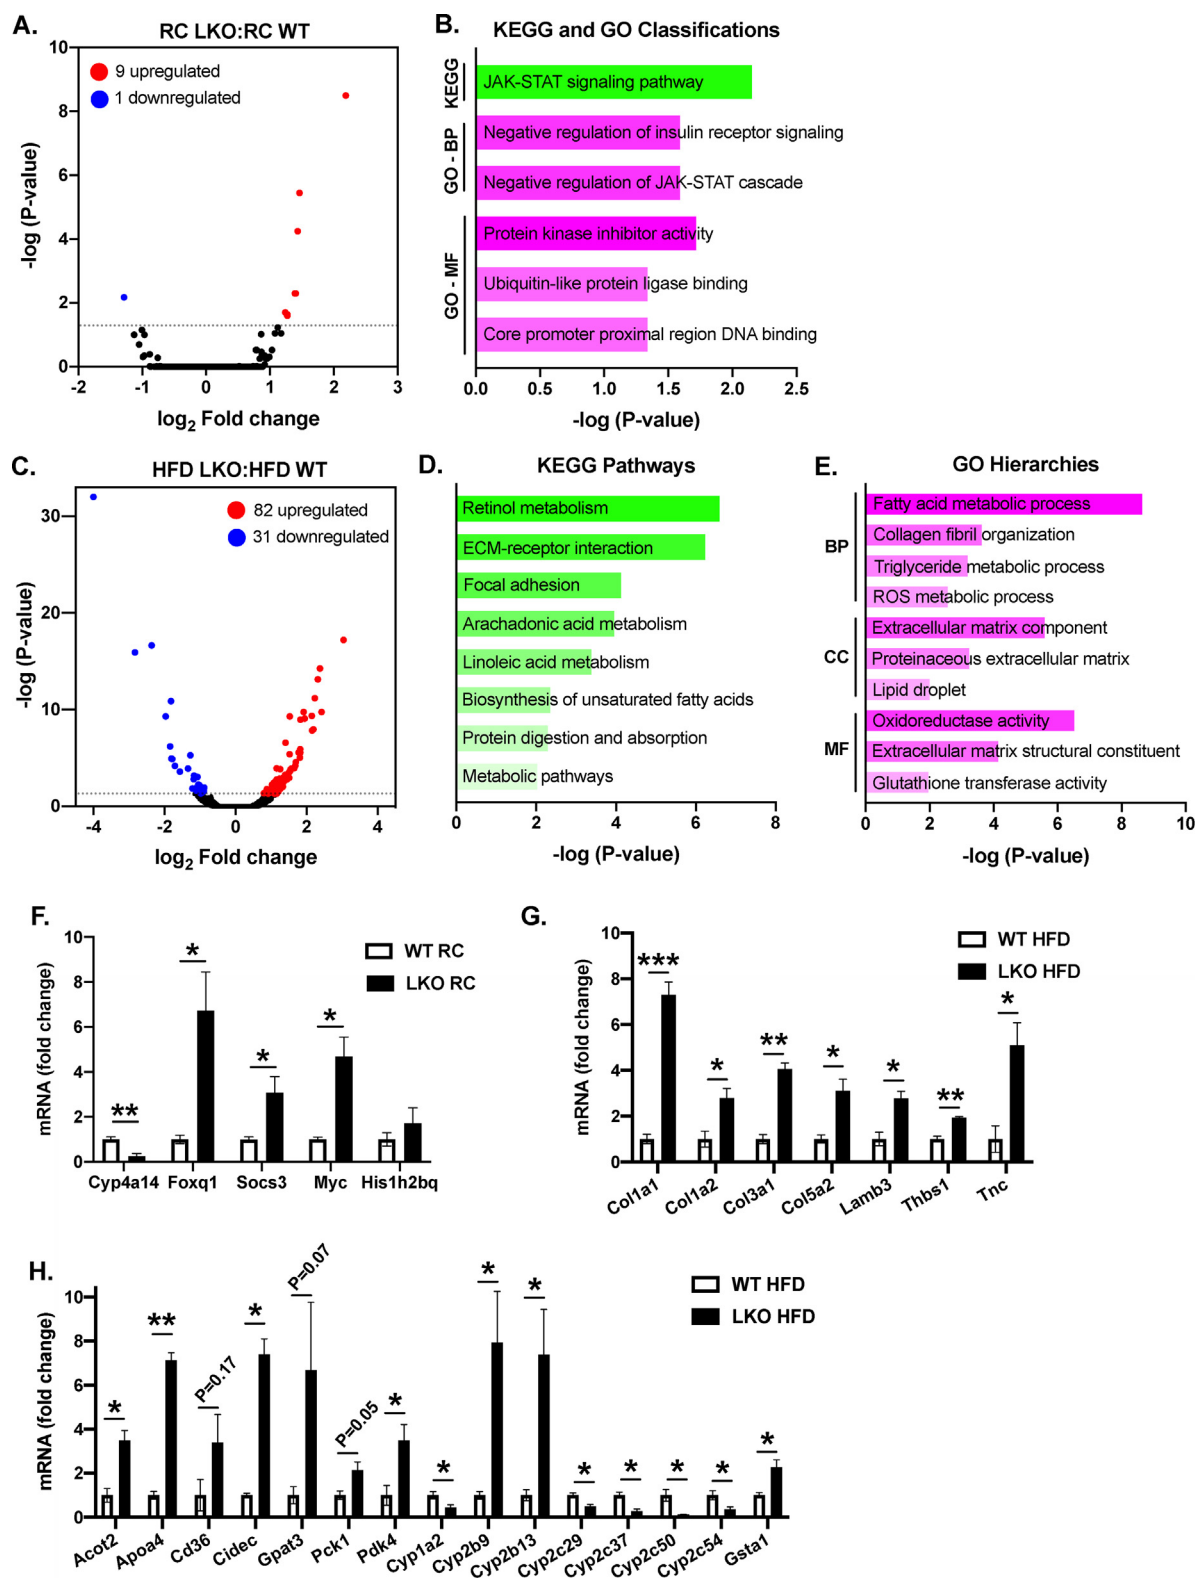 A.
RC LKO:RC WT
9 upregulated
1 downregulated
10
8
6
4
2
0
-log (P-value)
-2 -1 0 1 2 3
log2 Fold change
B.
KEGG and GO Classifications
KEGG
GO - BP
GO - MF
JAK-STAT signaling pathway
Negative regulation of insulin receptor signaling
Negative regulation of JAK-STAT cascade
Protein kinase inhibitor activity
Ubiquitin-like protein ligase binding
Core promoter proximal region DNA binding
0.0 0.5 1.0 1.5 2.0 2.5
-log (P-value)
C.
HFD LKO:HFD WT
82 upregulated
31 downregulated
30
20
10
0
-log (P-value)
-4 -2 0 2 4
log2 Fold change
D.
KEGG Pathways
Retinol metabolism
ECM-receptor interaction
Focal adhesion
Arachadonic acid metabolism
Linoleic acid metabolism
Biosynthesis of unsaturated fatty acids
Protein digestion and absorption
Metabolic pathways
0 2 4 6 8
-log (P-value)
E.
GO Hierarchies
BP
CC
MF
Fatty acid metabolic process
Collagen fibril organization
Triglyceride metabolic process
ROS metabolic process
Extracellular matrix component
Proteinaceous extracellular matrix
Lipid droplet
Oxidoreductase activity
Extracellular matrix structural constituent
Glutathione transferase activity
0 2 4 6 8 10
-log (P-value)
F.
WT RC
LKO RC
10
8
6
4
2
0
mRNA (fold change)
** * * *
Cyp4a14 Foxq1 Socs3 Myc His1h2bq
G.
WT HFD
LKO HFD
10
8
6
4
2
0
mRNA (fold change)
*** * ** * * ** *
Col1a1 Col1a2 Col3a1 Col5a2 Lamb3 Thbs1 Tnc
H.
WT HFD
LKO HFD
10
8
6
4
2
0
mRNA (fold change)
* ** P=0.17 * P=0.07 P=0.05 * * * * * * * * *
Acot2 Apoa4 Cd36 Cidec Gpat3 Pck1 Pdk4 Cyp1a2 Cyp2b9 Cyp2b13 Cyp2c29 Cyp2c37 Cyp2c50 Cyp2c54 Gsta1